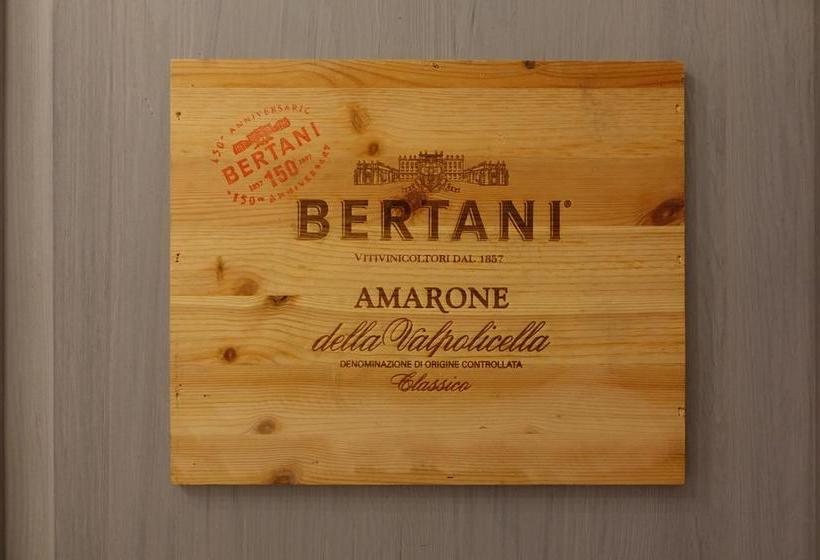 150° ANNIVERSARIO
BERTANI
1857 150 2007
150TH ANNIVERSARY
BERTANI®
VITIVINICOLTORI DAL 1857
AMARONE
della Valpolicella
DENOMINAZIONE DI ORIGINE CONTROLLATA
Classico